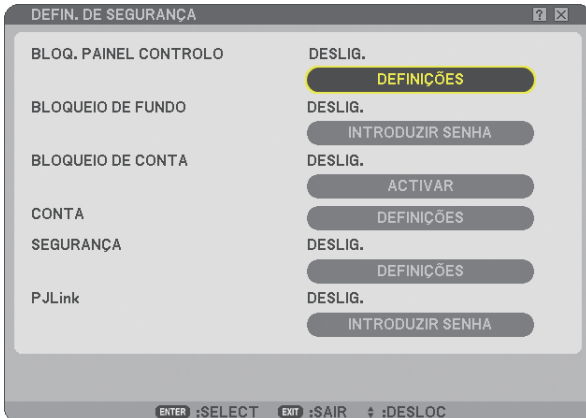 DEFIN. DE SEGURANÇA ? X
BLOQ. PAINEL CONTROLO DESLIG.
DEFINIÇÕES
BLOQUEIO DE FUNDO DESLIG.
INTRODUZIR SENHA
BLOQUEIO DE CONTA DESLIG.
ACTIVAR
CONTA DEFINIÇÕES
SEGURANÇA DESLIG.
DEFINIÇÕES
PJLink DESLIG.
INTRODUZIR SENHA
ENTER :SELECT EXIT :SAIR :DESLOC